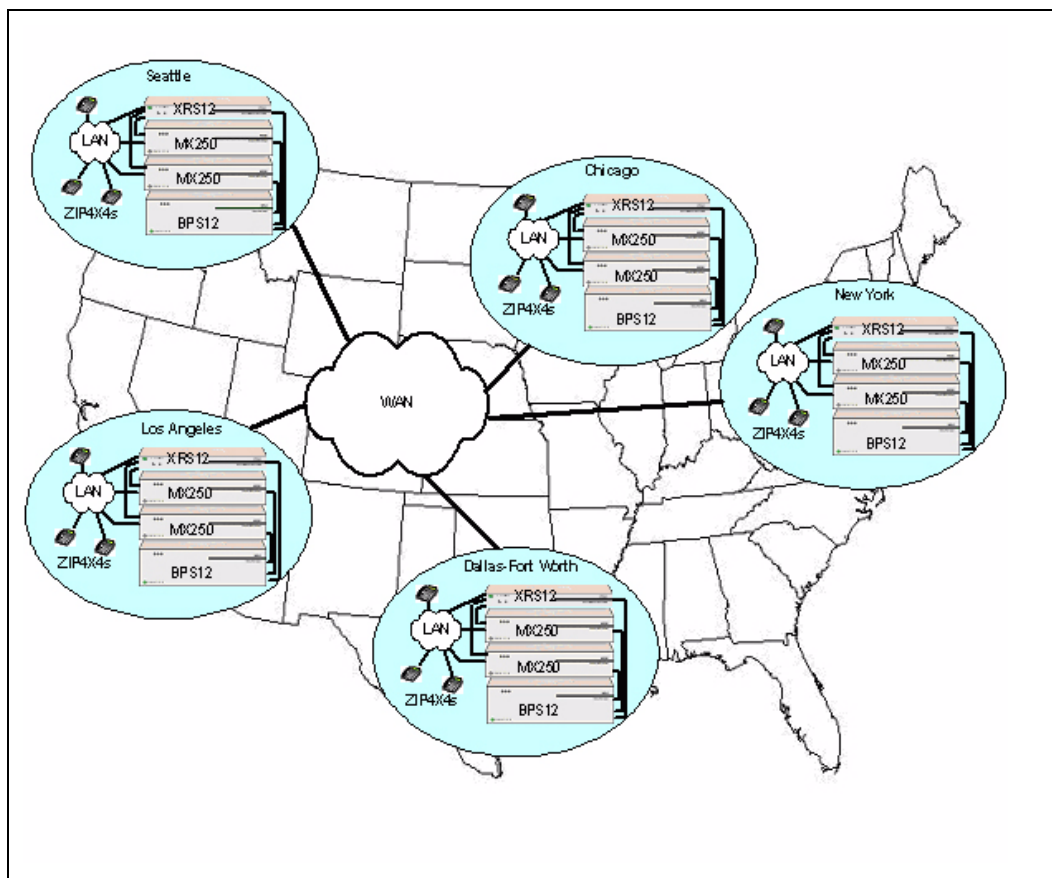 Seattle
XRS12
LAN
MX250
MX250
ZIP4X4s
BPS12
Chicago
XRS12
LAN
MX250
MX250
ZIP4X4s
BPS12
New York
XRS12
LAN
MX250
MX250
ZIP4X4s
BPS12
WAN
Los Angeles
XRS12
LAN
MX250
MX250
ZIP4X4s
BPS12
Dallas-Fort Worth
XRS12
LAN
MX250
MX250
ZIP4X4s
BPS12